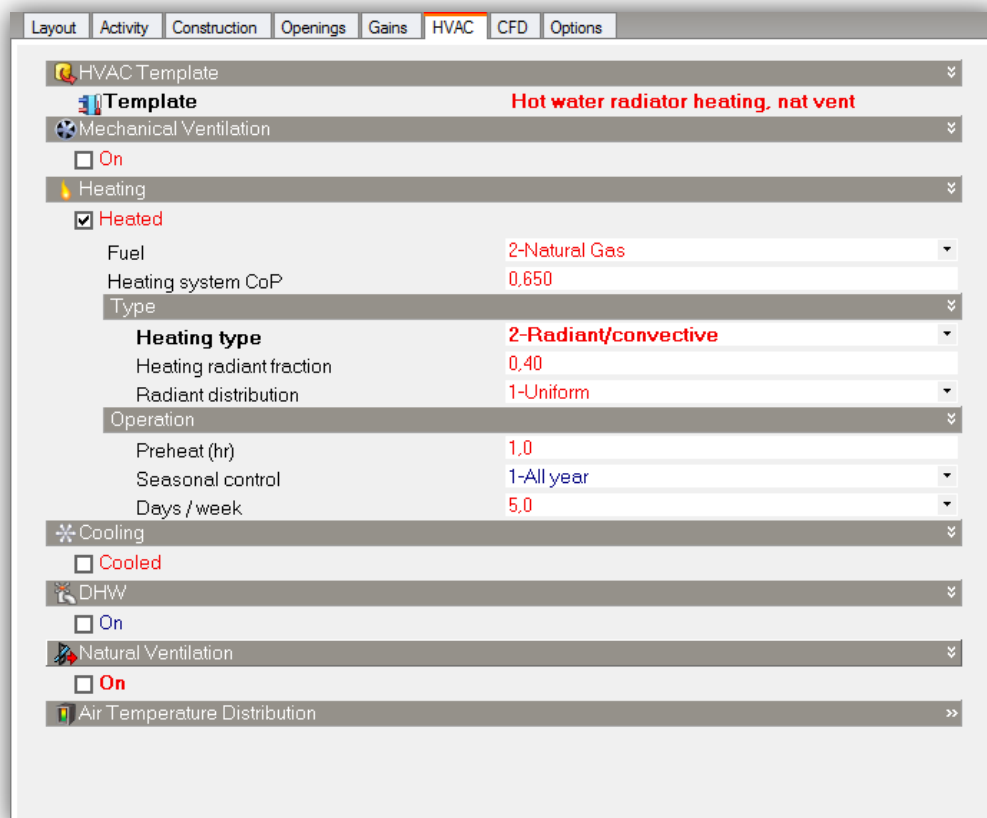 Layout Activity Construction Openings Gains HVAC CFD Options
HVAC Template
Template Hot water radiator heating, nat vent
Mechanical Ventilation
On
Heating
Heated
Fuel 2-Natural Gas
Heating system CoP 0,650
Type
Heating type 2-Radiant/convective
Heating radiant fraction 0,40
Radiant distribution 1-Uniform
Operation
Preheat (hr) 1,0
Seasonal control 1-All year
Days / week 5,0
Cooling
Cooled
DHW
On
Natural Ventilation
On
Air Temperature Distribution